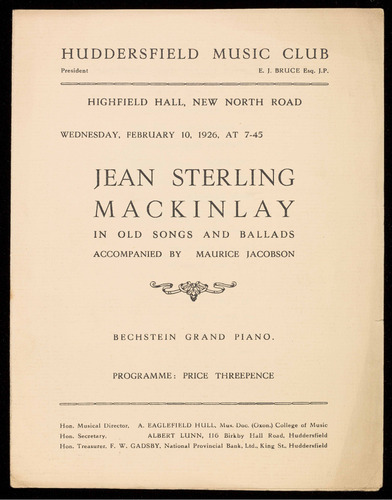 HUDDERSFIELD MUSIC CLUB
President E. J. BRUCE Esq. J.P.
HIGHFIELD HALL, NEW NORTH ROAD
WEDNESDAY, FEBRUARY 10, 1926, AT 7-45
JEAN STERLING
MACKINLAY
IN OLD SONGS AND BALLADS
ACCOMPANIED BY MAURICE JACOBSON
BECHSTEIN GRAND PIANO.
PROGRAMME: PRICE THREEPENCE
Hon. Musical Director, A. EAGLEFIELD HULL, Mus. Doc. (Oxon.) College of Music
Hon. Secretary. ALBERT LUNN, 116 Birkby Hall Road, Huddersfield
Hon. Treasurer. F. W. GADSBY, National Provincial Bank, Ltd., King St., Huddersfield